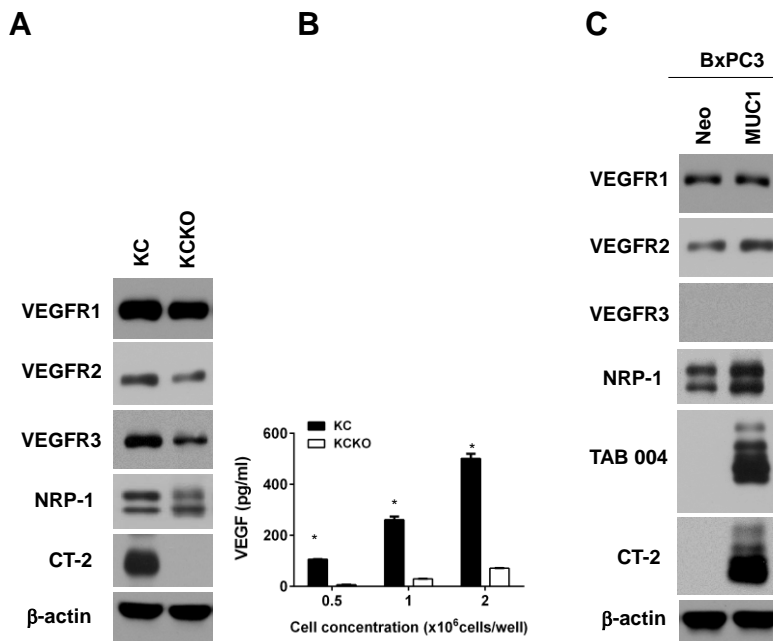 A
B
C
KC
KCKO
VEGFR1
VEGFR2
VEGFR3
NRP-1
CT-2
β-actin
KC
KCKO
VEGF (pg/ml)
600
400
200
0
*
*
*
0.5
1
2
Cell concentration (x10⁶cells/well)
BxPC3
Neo
MUC1
VEGFR1
VEGFR2
VEGFR3
NRP-1
TAB 004
CT-2
β-actin